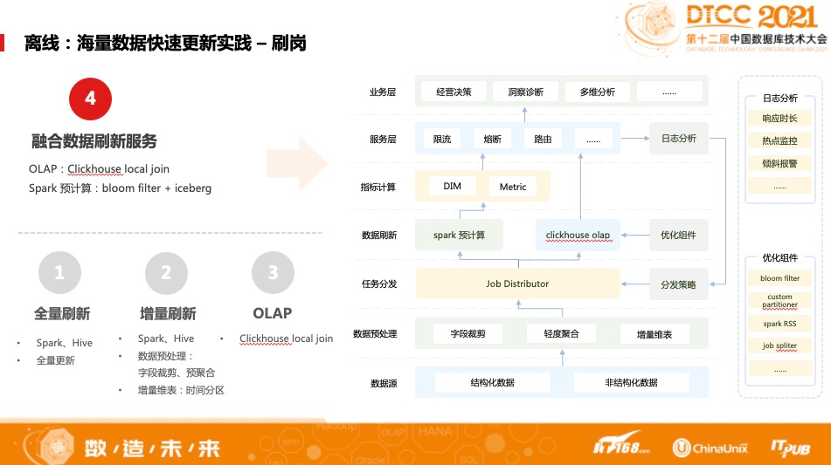 DTCC 2021
第十二届中国数据库技术大会
DATABASE TECHNOLOGY CONFERENCE CHINA 2021
离线：海量数据快速更新实践 – 刷岗
4
融合数据刷新服务
OLAP：Clickhouse local join
Spark 预计算：bloom filter + iceberg
1
全量刷新
• Spark、Hive
• 全量更新
2
增量刷新
• Spark、Hive
• 数据预处理：
字段裁剪、预聚合
• 增量维表：时间分区
3
OLAP
• Clickhouse local join
业务层
经营决策
洞察诊断
多维分析
……
服务层
限流
熔断
路由
……
日志分析
指标计算
DIM
Metric
数据刷新
spark 预计算
clickhouse olap
优化组件
任务分发
Job Distributor
分发策略
数据预处理
字段裁剪
轻度聚合
增量维表
数据源
结构化数据
非结构化数据
日志分析
响应时长
热点监控
倾斜报警
……
优化组件
bloom filter
custom
partitioner
spark RSS
job spliter
……
数/造/未/来
Hadoop
OLAP
HANA
Oracle
SQL
IT168.com
ChinaUnix
ITPUB